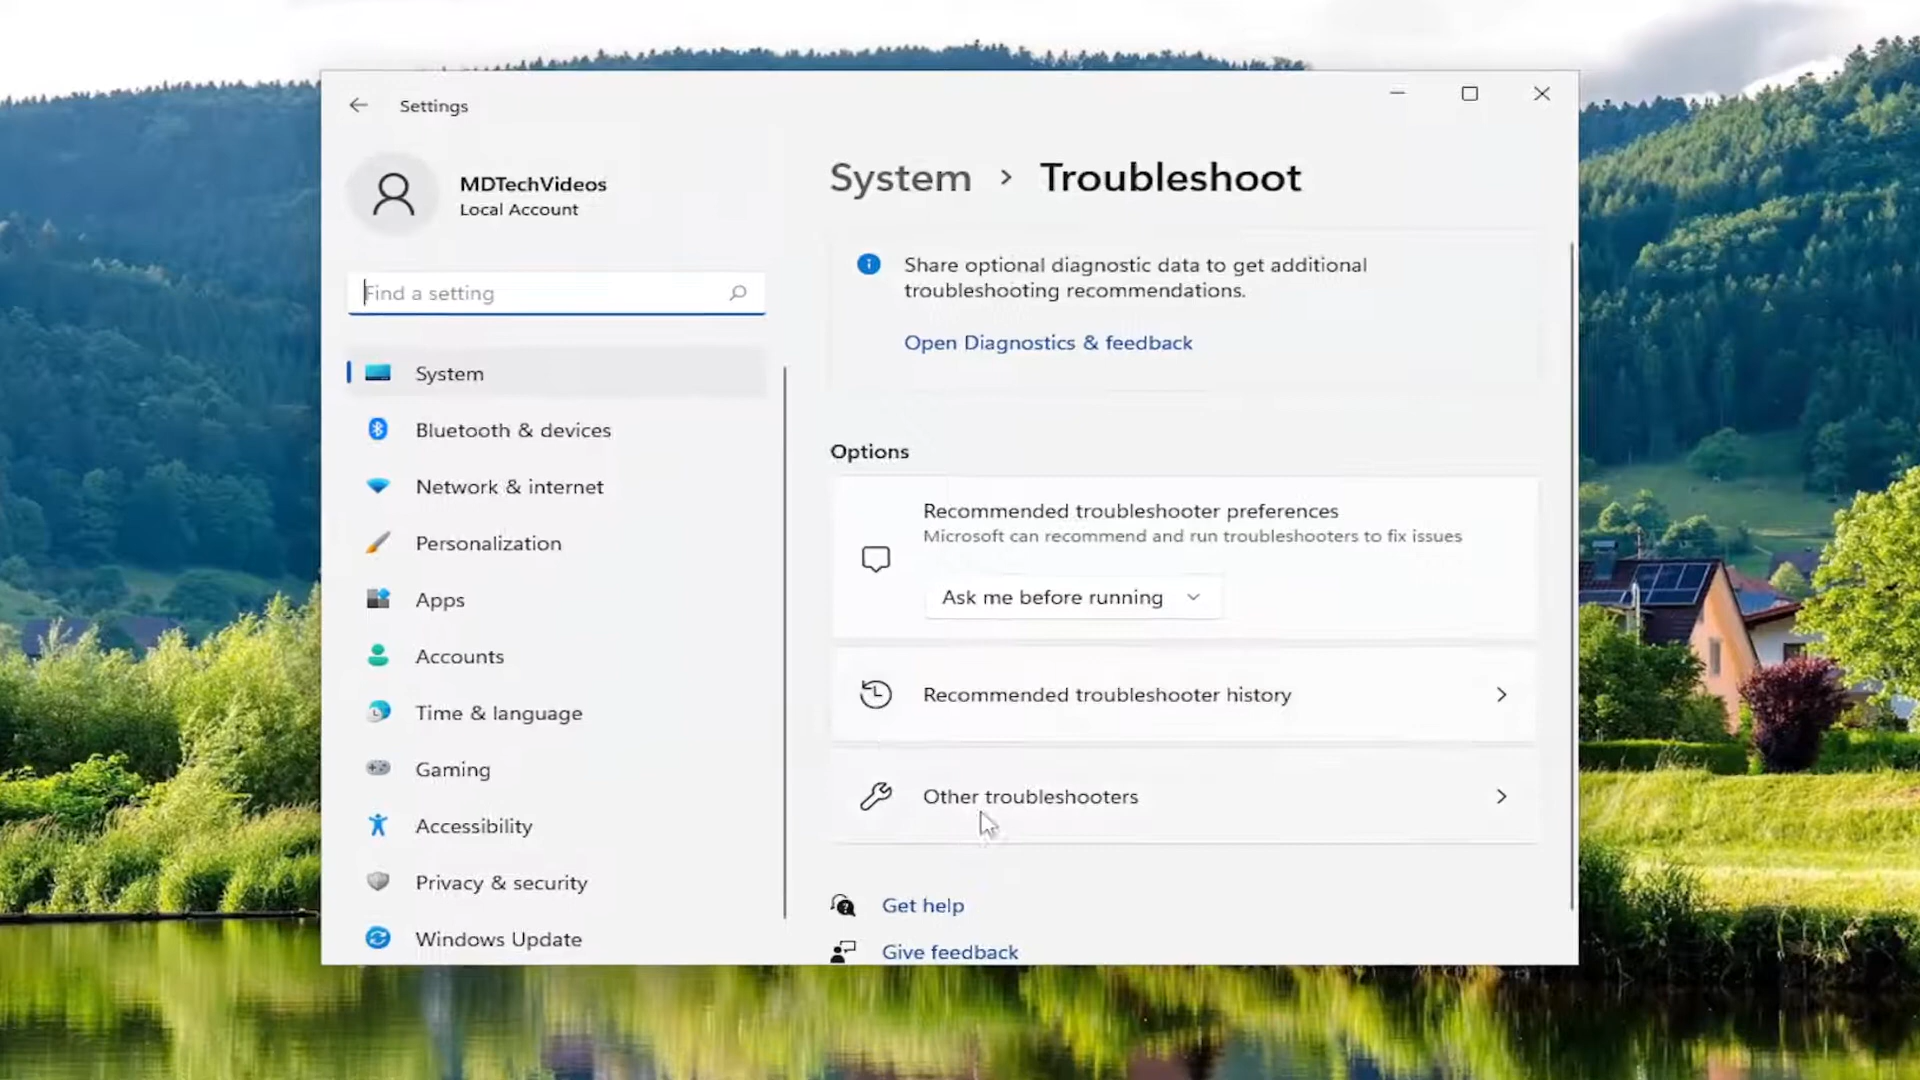 Settings
MDTechVideos
Local Account
Find a setting
System
Bluetooth & devices
Network & internet
Personalization
Apps
Accounts
Time & language
Gaming
Accessibility
Privacy & security
Windows Update
System > Troubleshoot
Share optional diagnostic data to get additional
troubleshooting recommendations.
Open Diagnostics & feedback
Options
Recommended troubleshooter preferences
Microsoft can recommend and run troubleshooters to fix issues
Ask me before running
Recommended troubleshooter history
Other troubleshooters
Get help
Give feedback